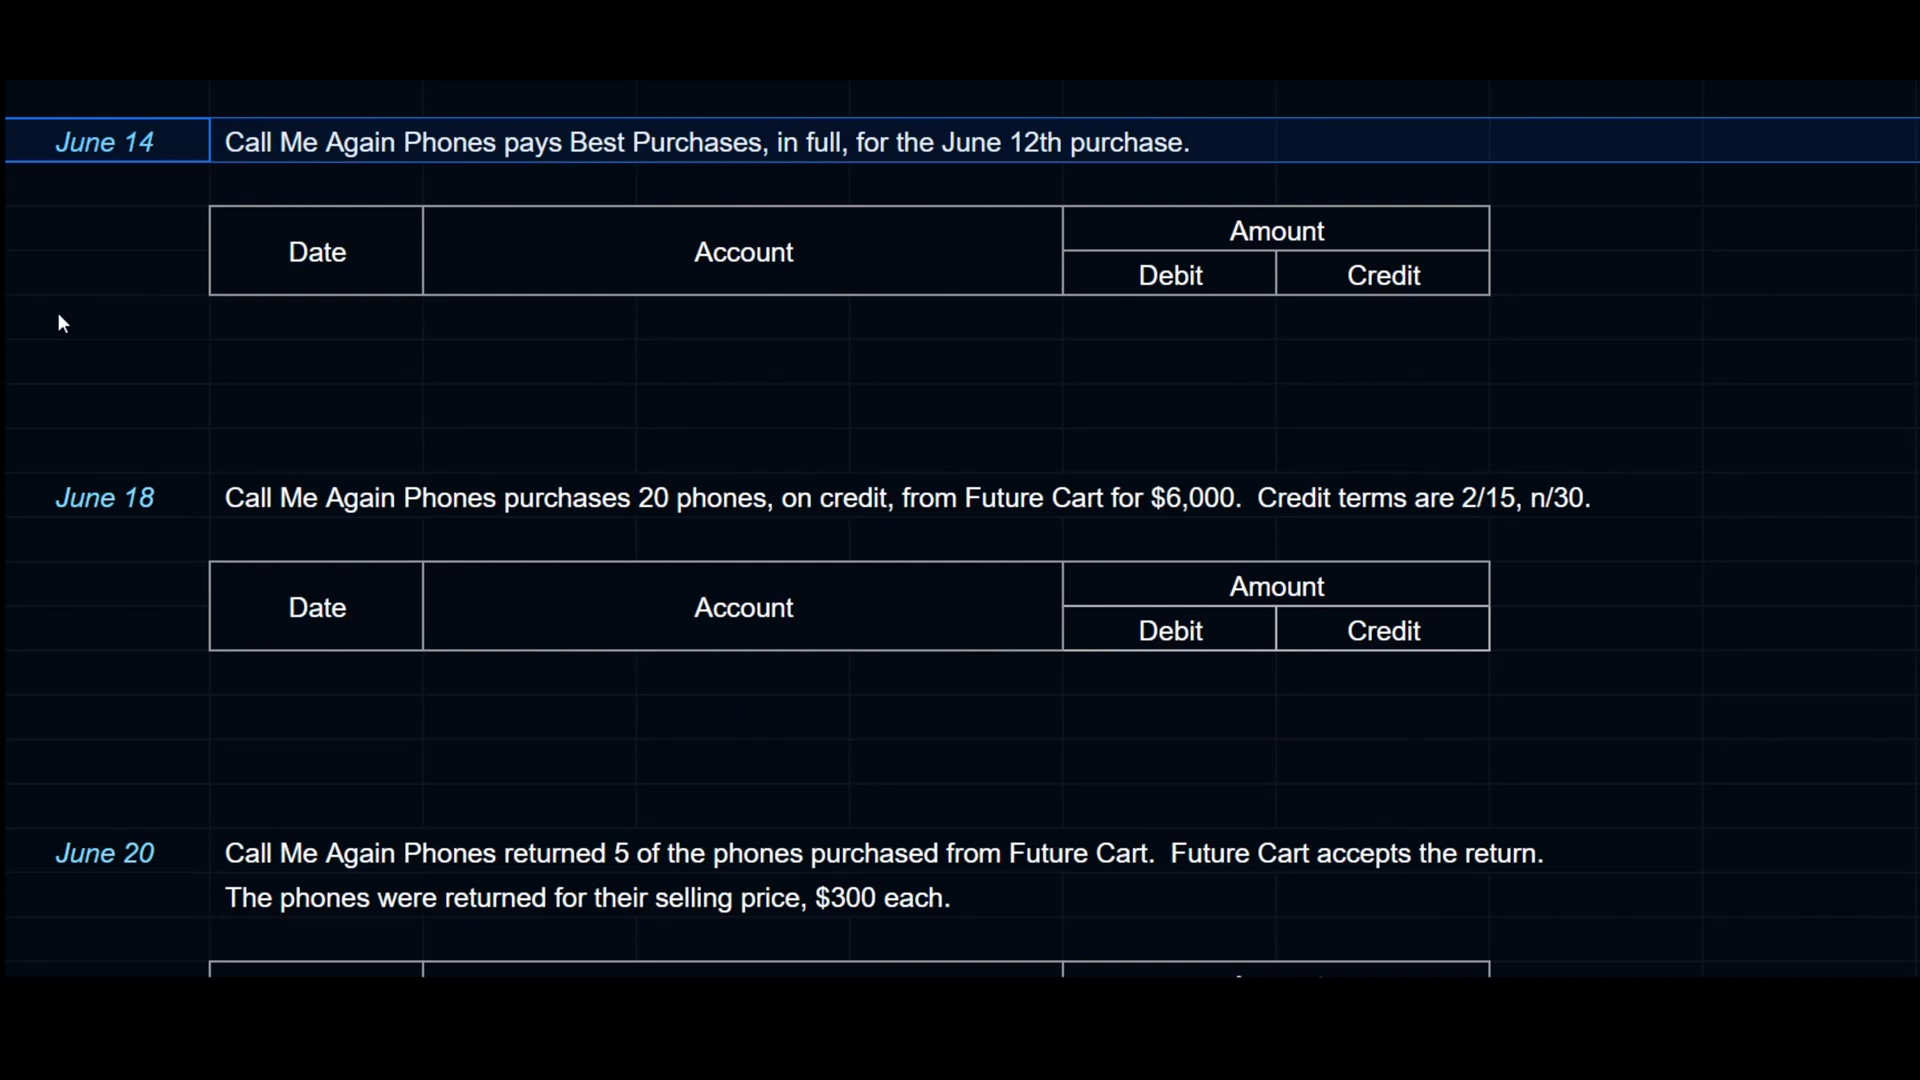 June 14 Call Me Again Phones pays Best Purchases, in full, for the June 12th purchase.
Date Account Amount
Debit Credit
June 18 Call Me Again Phones purchases 20 phones, on credit, from Future Cart for $6,000. Credit terms are 2/15, n/30.
Date Account Amount
Debit Credit
June 20 Call Me Again Phones returned 5 of the phones purchased from Future Cart. Future Cart accepts the return.
The phones were returned for their selling price, $300 each.